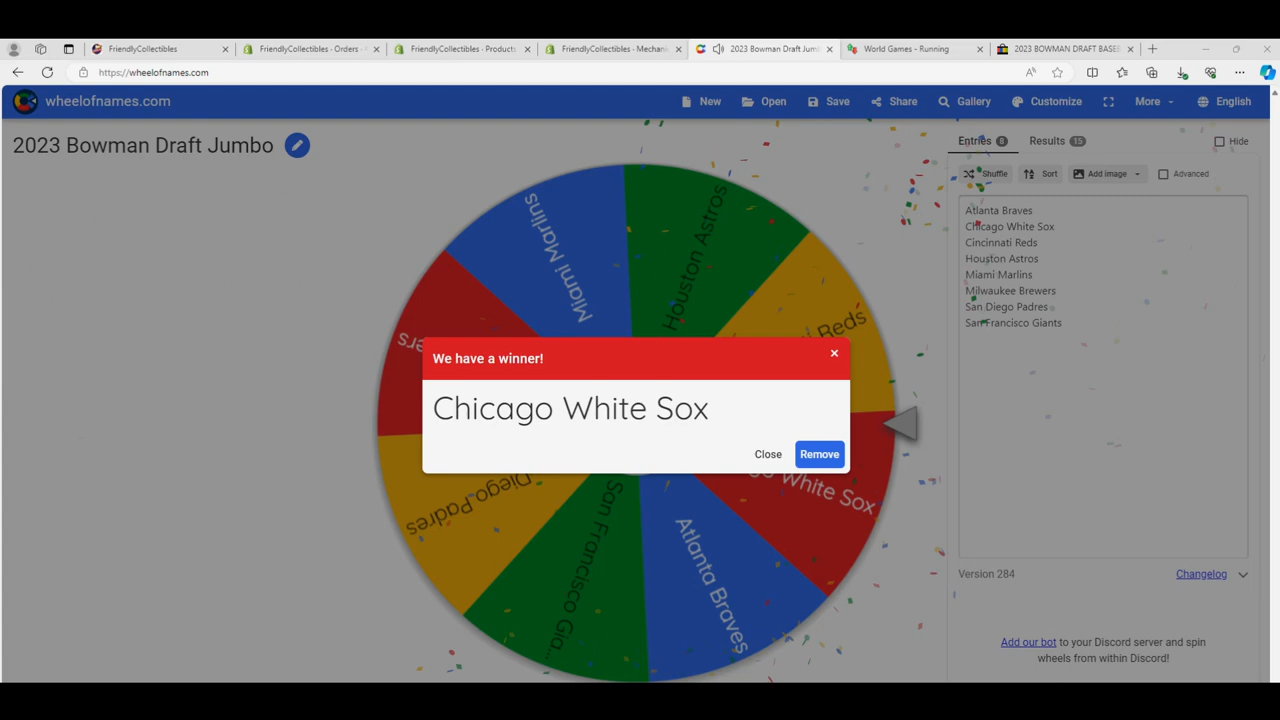 FriendlyCollectibles
FriendlyCollectibles - Orders -
FriendlyCollectibles - Products
FriendlyCollectibles - Mechani
2023 Bowman Draft Jumb
World Games - Running
2023 BOWMAN DRAFT BASEB
https://wheelofnames.com
wheelofnames.com
New
Open
Save
Share
Gallery
Customize
More
English
2023 Bowman Draft Jumbo
Entries 8
Results 15
Hide
Shuffle
Sort
Add image
Advanced
Atlanta Braves
Chicago White Sox
Cincinnati Reds
Houston Astros
Miami Marlins
Milwaukee Brewers
San Diego Padres
San Francisco Giants
Miami Marlins
Houston Astros
i Reds
ers
We have a winner!
Chicago White Sox
Close
Remove
go White Sox
Diego Padres
San Francisco Gia...
Atlanta Braves
Version 284
Changelog
Add our bot to your Discord server and spin
wheels from within Discord!